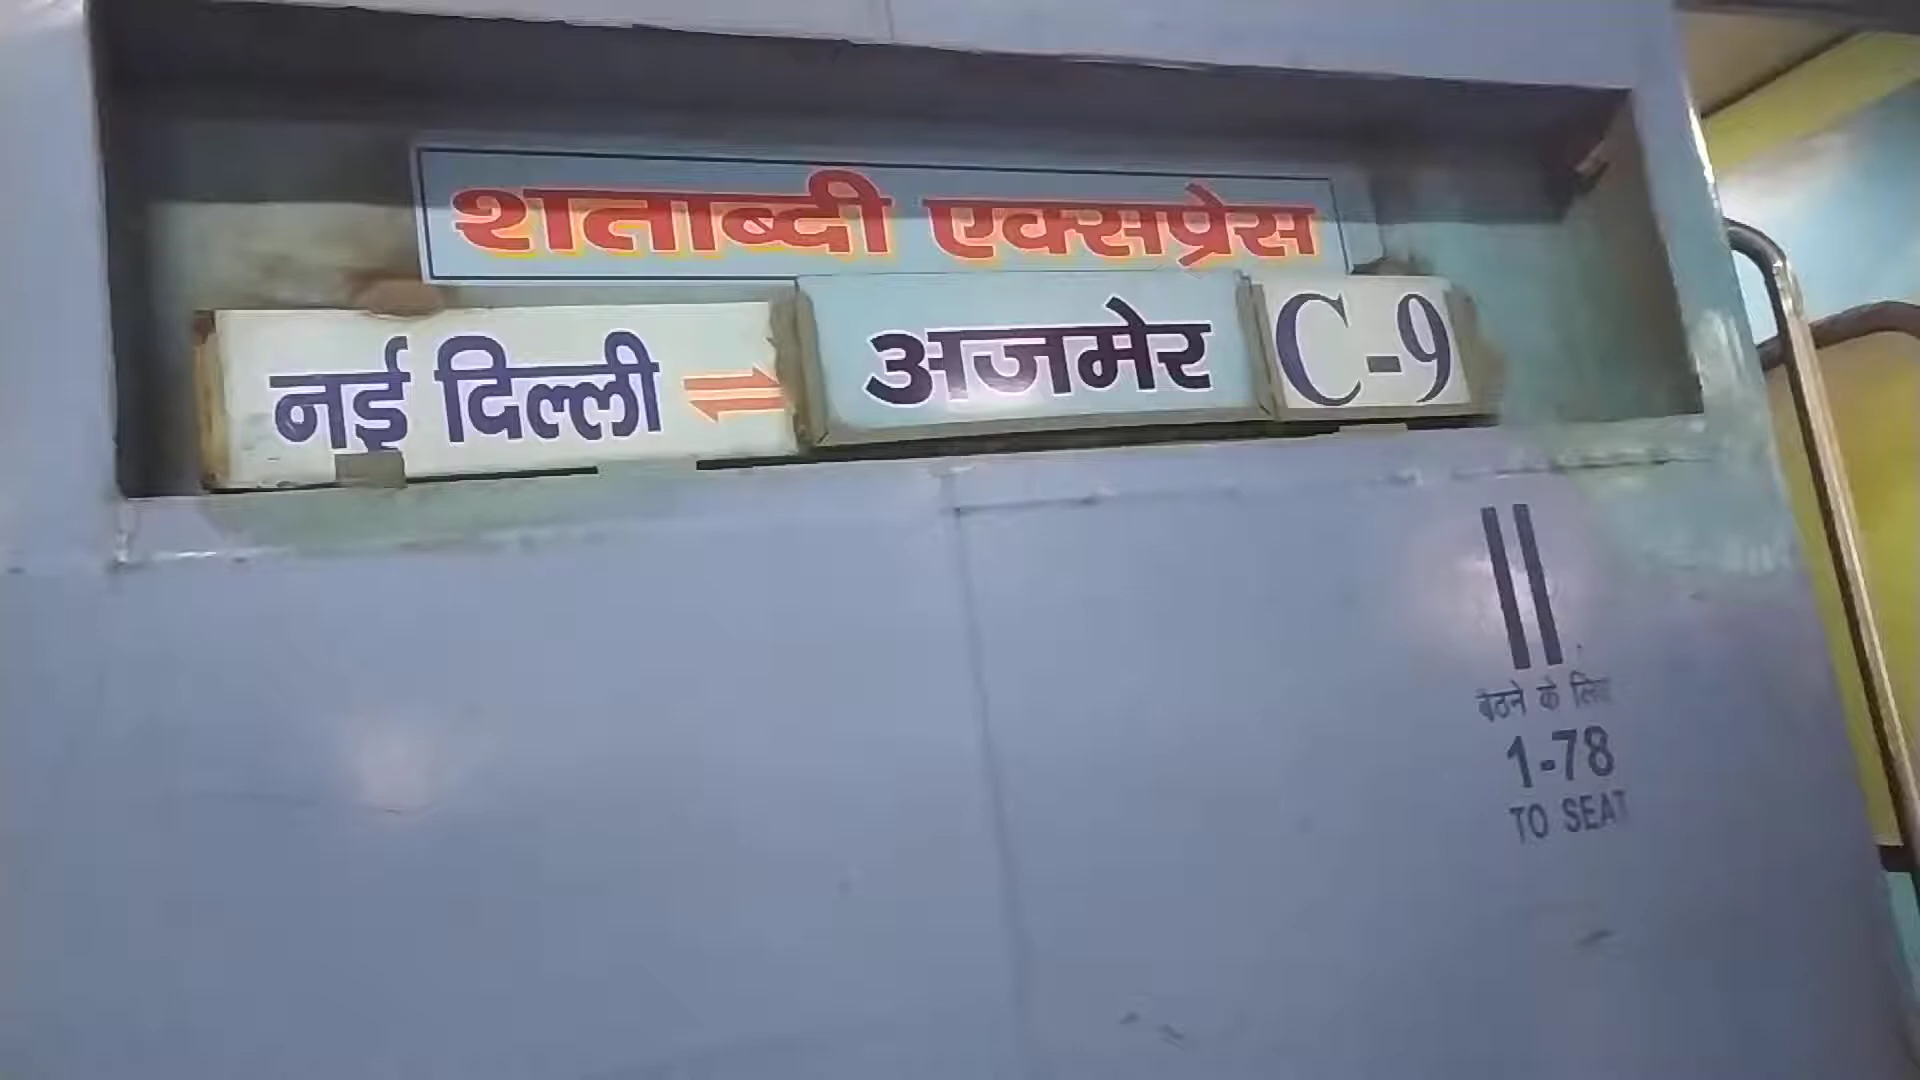 शताब्दी एक्सप्रेस
नई दिल्ली ⇌ अजमेर C-9
||
बैठने के लिए
1-78
TO SEAT